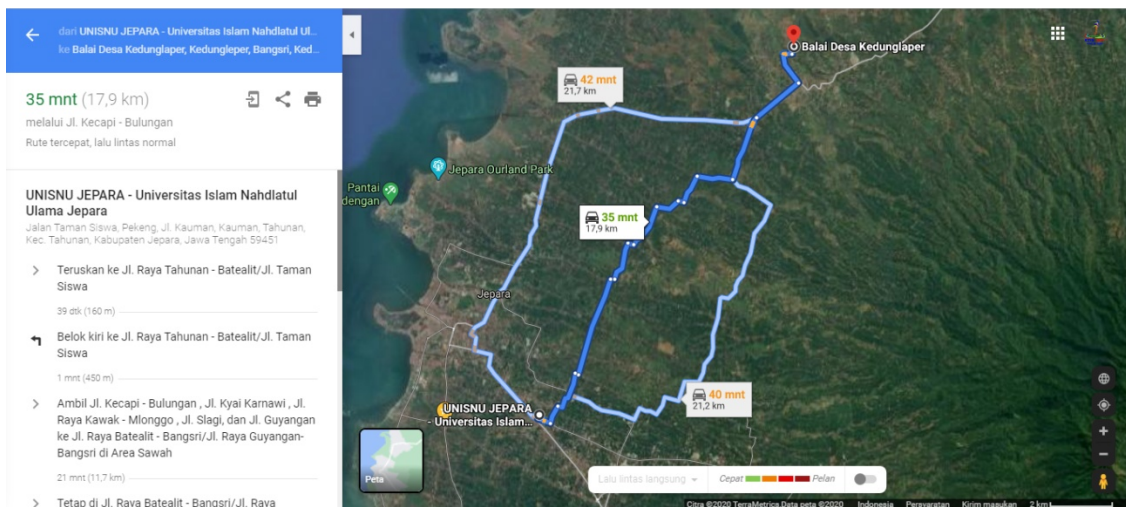 dari UNISNU JEPARA - Universitas Islam Nahdlatul Ul...
ke Balai Desa Kedunglaper, Kedungleper, Bangsri, Ked...
35 mnt (17,9 km)
melalui Jl. Kecapi - Bulungan
Rute tercepat, lalu lintas normal
UNISNU JEPARA - Universitas Islam Nahdlatul
Ulama Jepara
Jalan Taman Siswa, Pekeng, Jl. Kauman, Kauman, Tahunan,
Kec. Tahunan, Kabupaten Jepara, Jawa Tengah 59451
Teruskan ke Jl. Raya Tahunan - Batealit/Jl. Taman
Siswa
39 dtk (160 m)
Belok kiri ke Jl. Raya Tahunan - Batealit/Jl. Taman
Siswa
1 mnt (450 m)
Ambil Jl. Kecapi - Bulungan , Jl. Kyai Karnawi , Jl.
Raya Kawak - Mlonggo , Jl. Slagi, dan Jl. Guyangan
ke Jl. Raya Batealit - Bangsri/Jl. Raya Guyangan-
Bangsri di Area Sawah
21 mnt (11,7 km)
Tetap di Jl. Raya Batealit - Bangsri/Jl. Raya
Balai Desa Kedunglaper
42 mnt
21,7 km
Jepara Ourland Park
Pantai
dengan
35 mnt
17,9 km
Jepara
40 mnt
21,2 km
UNISNU JEPARA
- Universitas Islam...
Peta
Lalu lintas langsung
Cepat
Pelan
Citra ©2020 TerraMetrics, Data peta ©2020
Indonesia
Persyaratan
Kirim masukan
2 km